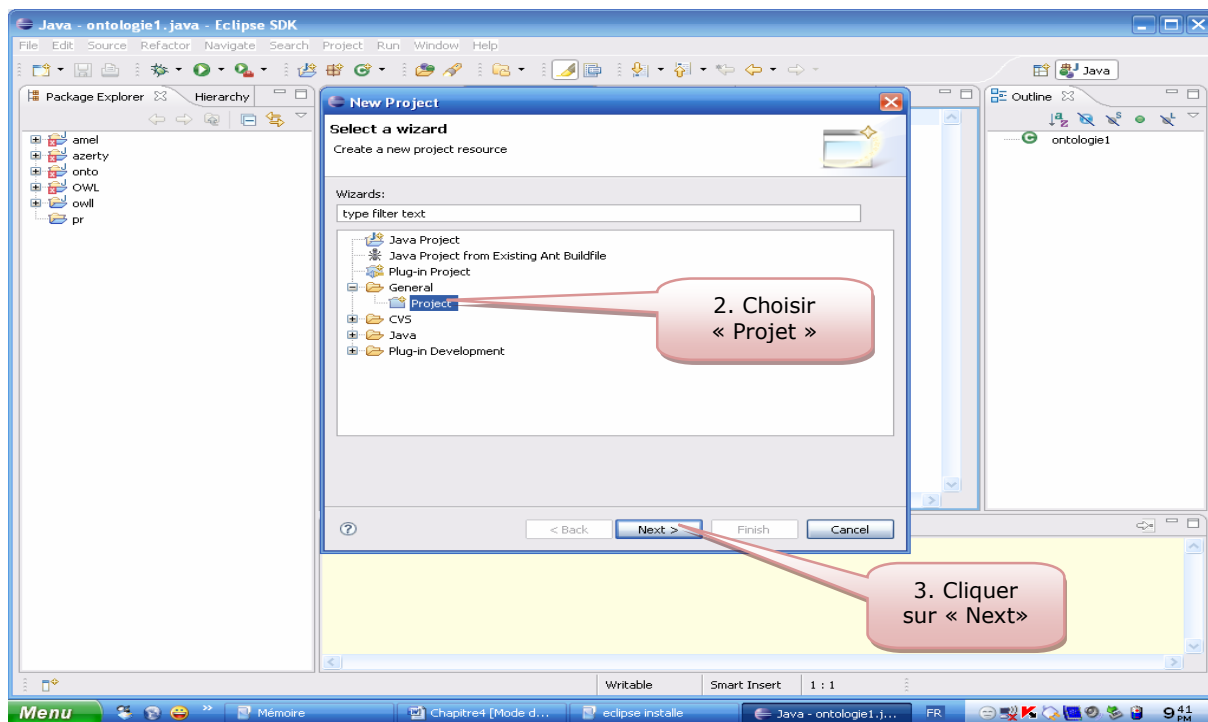 Java - ontologie1.java - Eclipse SDK
File Edit Source Refactor Navigate Search Project Run Window Help
Java
Package Explorer
Hierarchy
amel
azerty
onto
OWL
owll
pr
New Project
Select a wizard
Create a new project resource
Wizards:
type filter text
Java Project
Java Project from Existing Ant Buildfile
Plug-in Project
General
Project
CVS
Java
Plug-in Development
2. Choisir
« Projet »
< Back
Next >
Finish
Cancel
3. Cliquer
sur « Next»
Outline
ontologie1
Writable
Smart Insert
1 : 1
Menu
Mémoire
Chapitre4 [Mode d...
eclipse installe
Java - ontologie1.j...
FR
9 41 PM